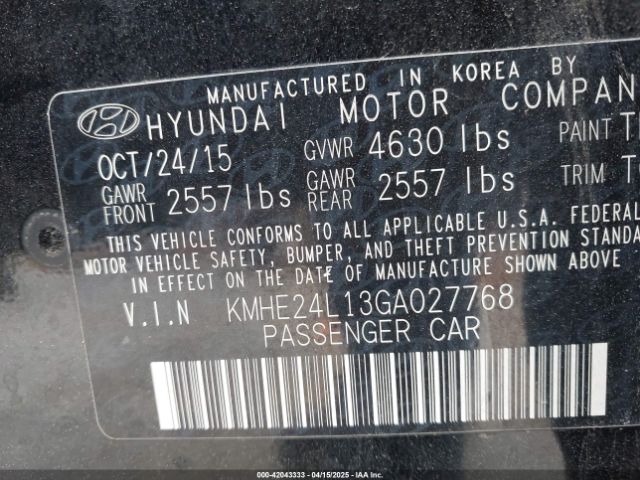 MANUFACTURED IN KOREA BY
HYUNDAI MOTOR COMPAN
OCT/24/15 GVWR 4630 lbs PAINT T
GAWR FRONT 2557 lbs GAWR REAR 2557 lbs TRIM T
THIS VEHICLE CONFORMS TO ALL APPLICABLE U.S.A. FEDERAL
MOTOR VEHICLE SAFETY, BUMPER, AND THEFT PREVENTION STANDA
IN EFFECT ON THE DATE OF MANUFACTURE SHOWN ABOVE.
V.I.N KMHE24L13GA027768
PASSENGER CAR
000-42043333 - 04/15/2025 - IAAI.com